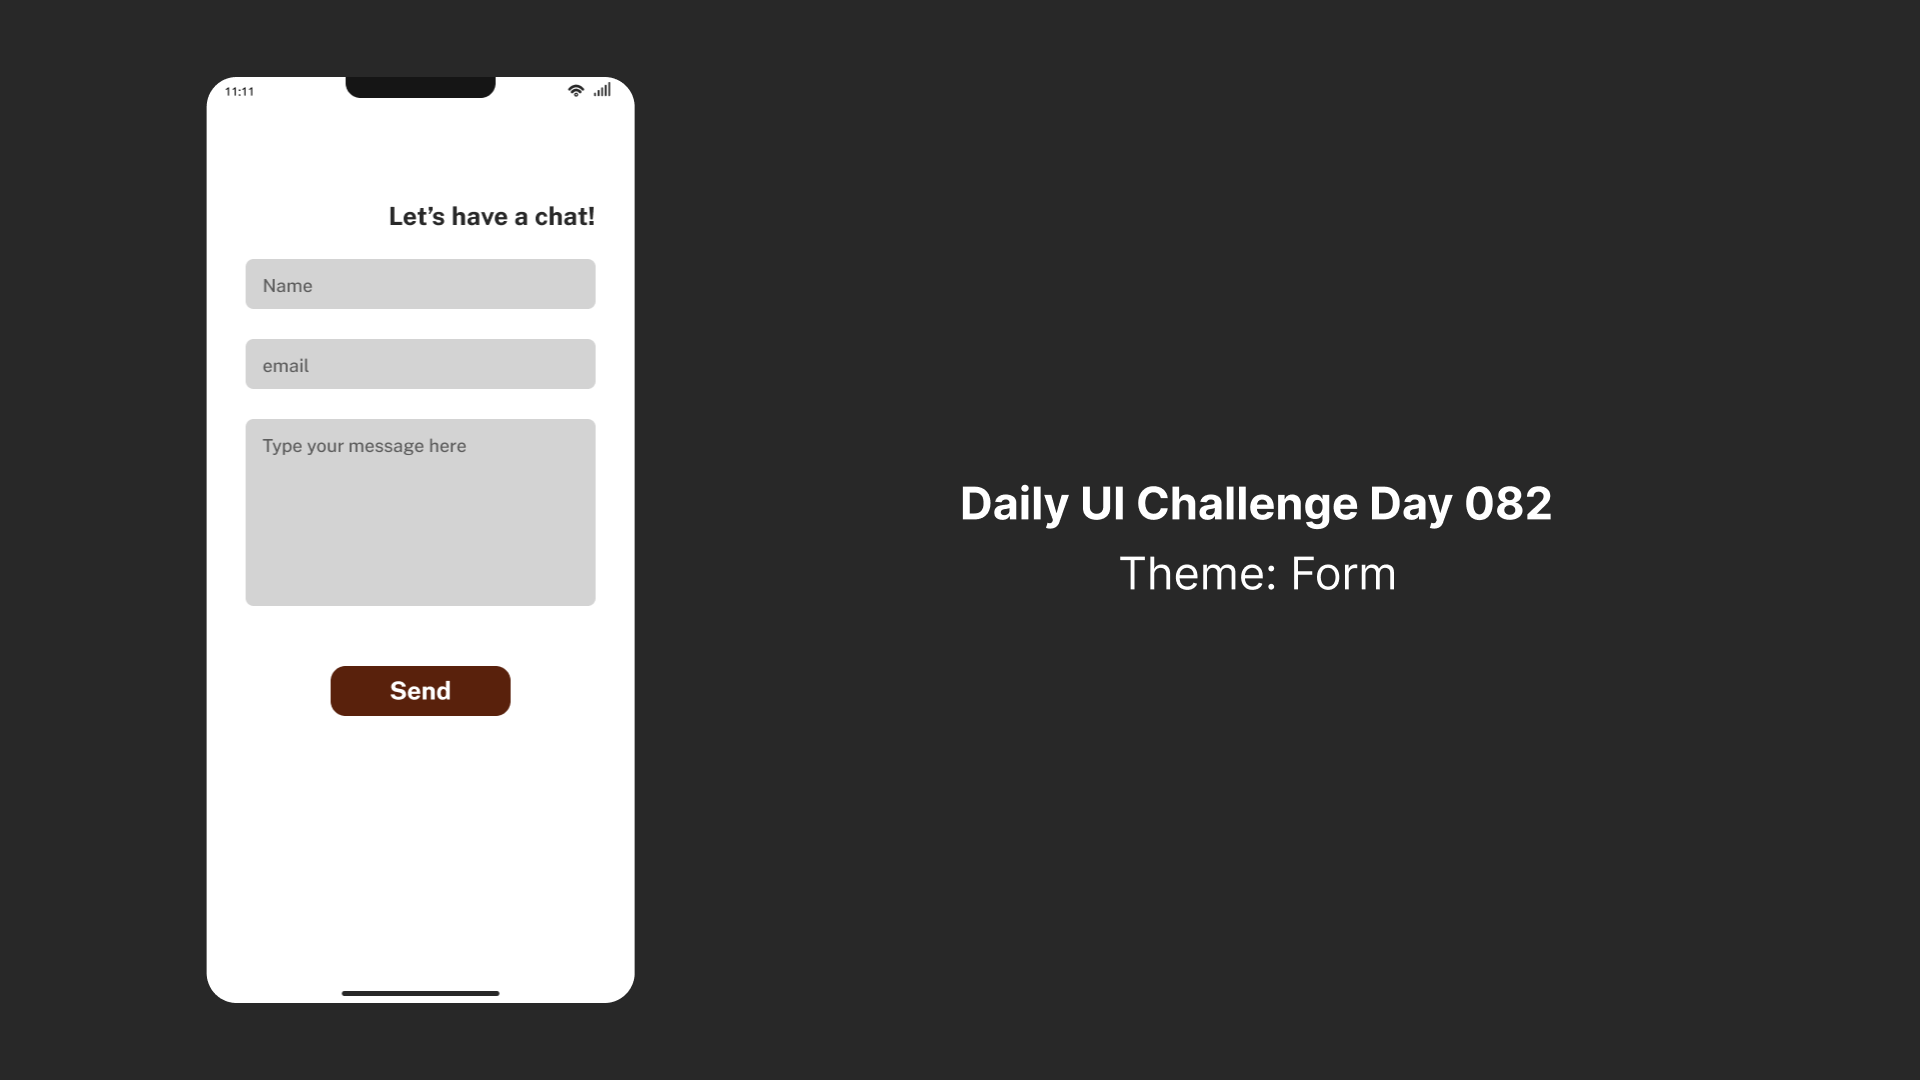 11:11
Let’s have a chat!
Name
email
Type your message here
Send
Daily UI Challenge Day 082
Theme: Form